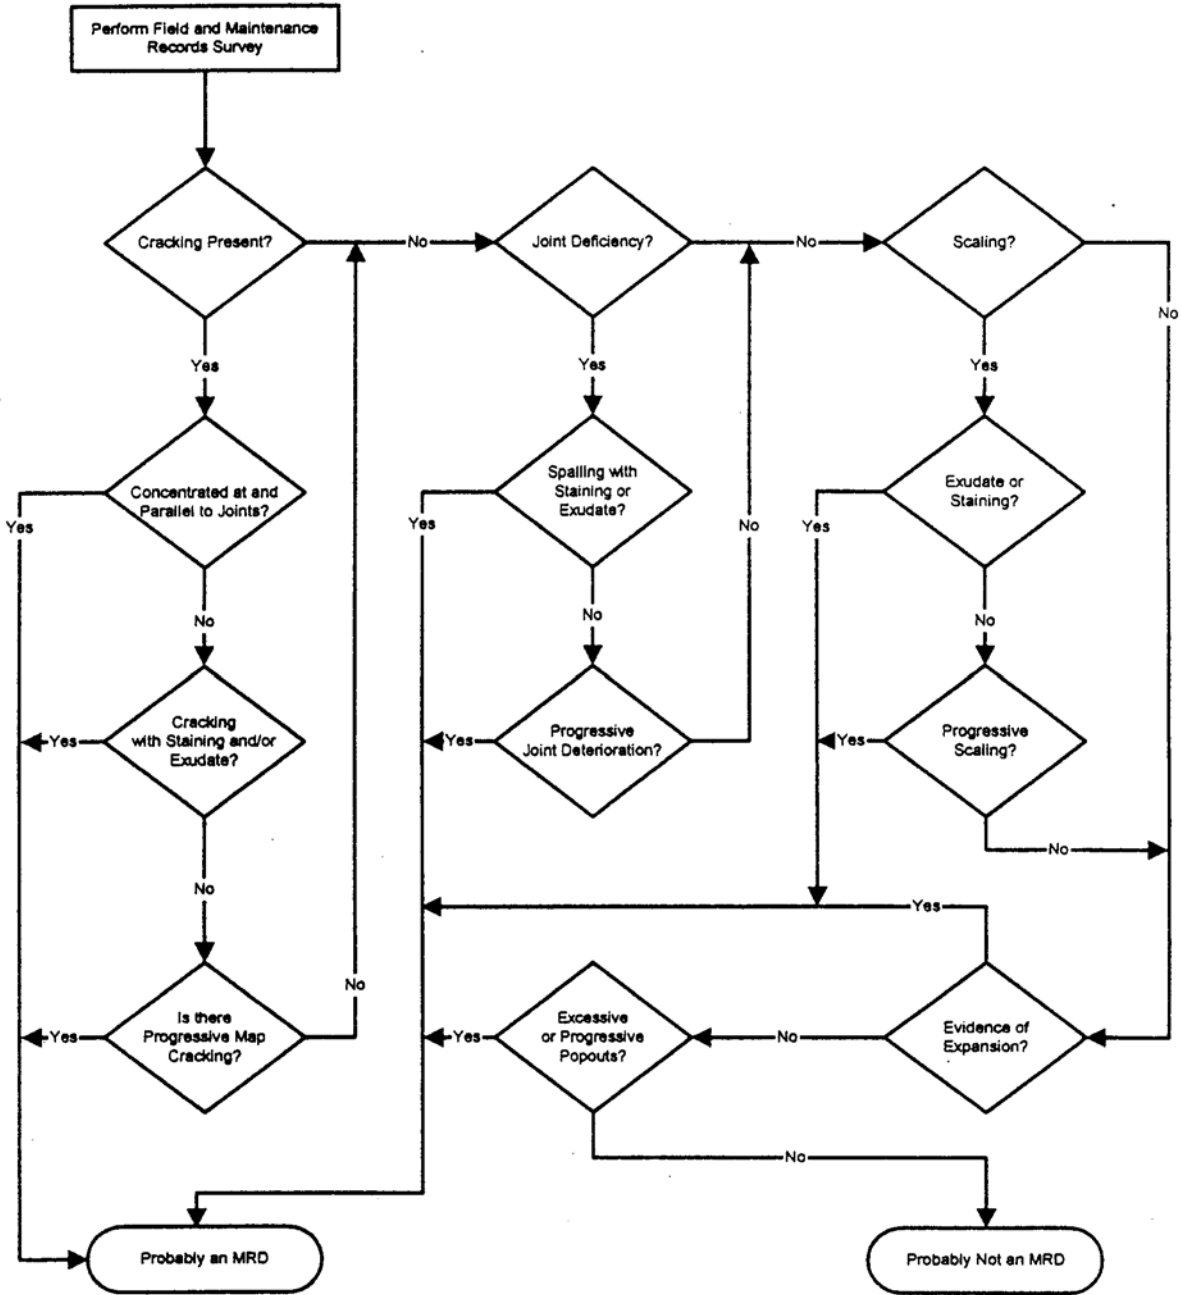 Perform Field and Maintenance
Records Survey
Cracking Present?
No
Joint Deficiency?
No
Scaling?
No
Yes
Yes
Yes
Concentrated at and
Parallel to Joints?
Yes
Spalling with
Staining or
Exudate?
Yes
No
Exudate or
Staining?
Yes
No
No
No
Cracking
with Staining and/or
Exudate?
Yes
Progressive
Joint Deterioration?
Yes
Progressive
Scaling?
Yes
No
No
Yes
No
Is there
Progressive Map
Cracking?
Yes
Excessive
or Progressive
Popouts?
Yes
No
Evidence of
Expansion?
No
Probably an MRD
Probably Not an MRD